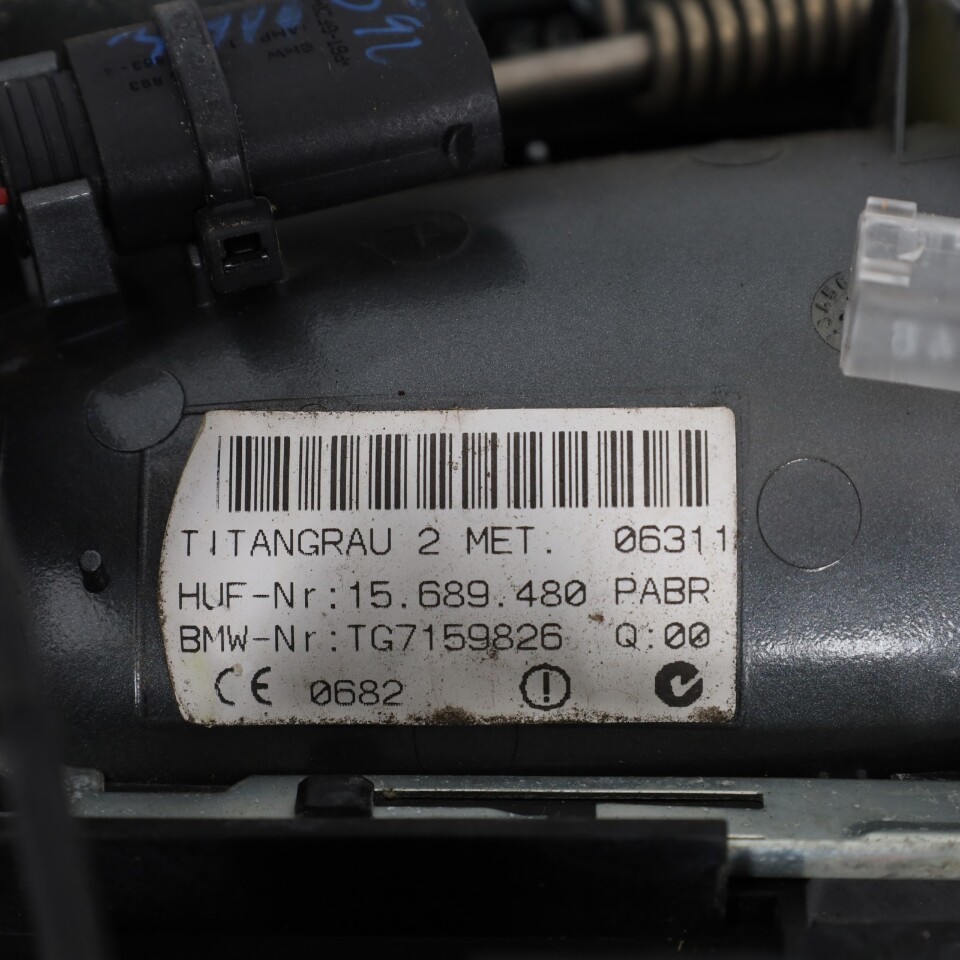 TITANGRAU 2 MET. 06311
HUF-Nr:15.689.480 PABR
BMW-Nr:TG7159826 Q:00
CE 0682